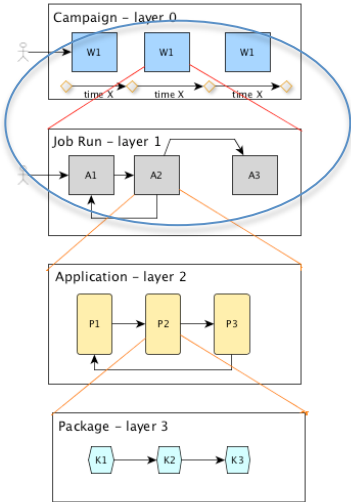 Campaign – layer 0
W1 W1 W1
time X time X time X
Job Run – layer 1
A1 A2 A3
Application – layer 2
P1 P2 P3
Package – layer 3
K1 K2 K3